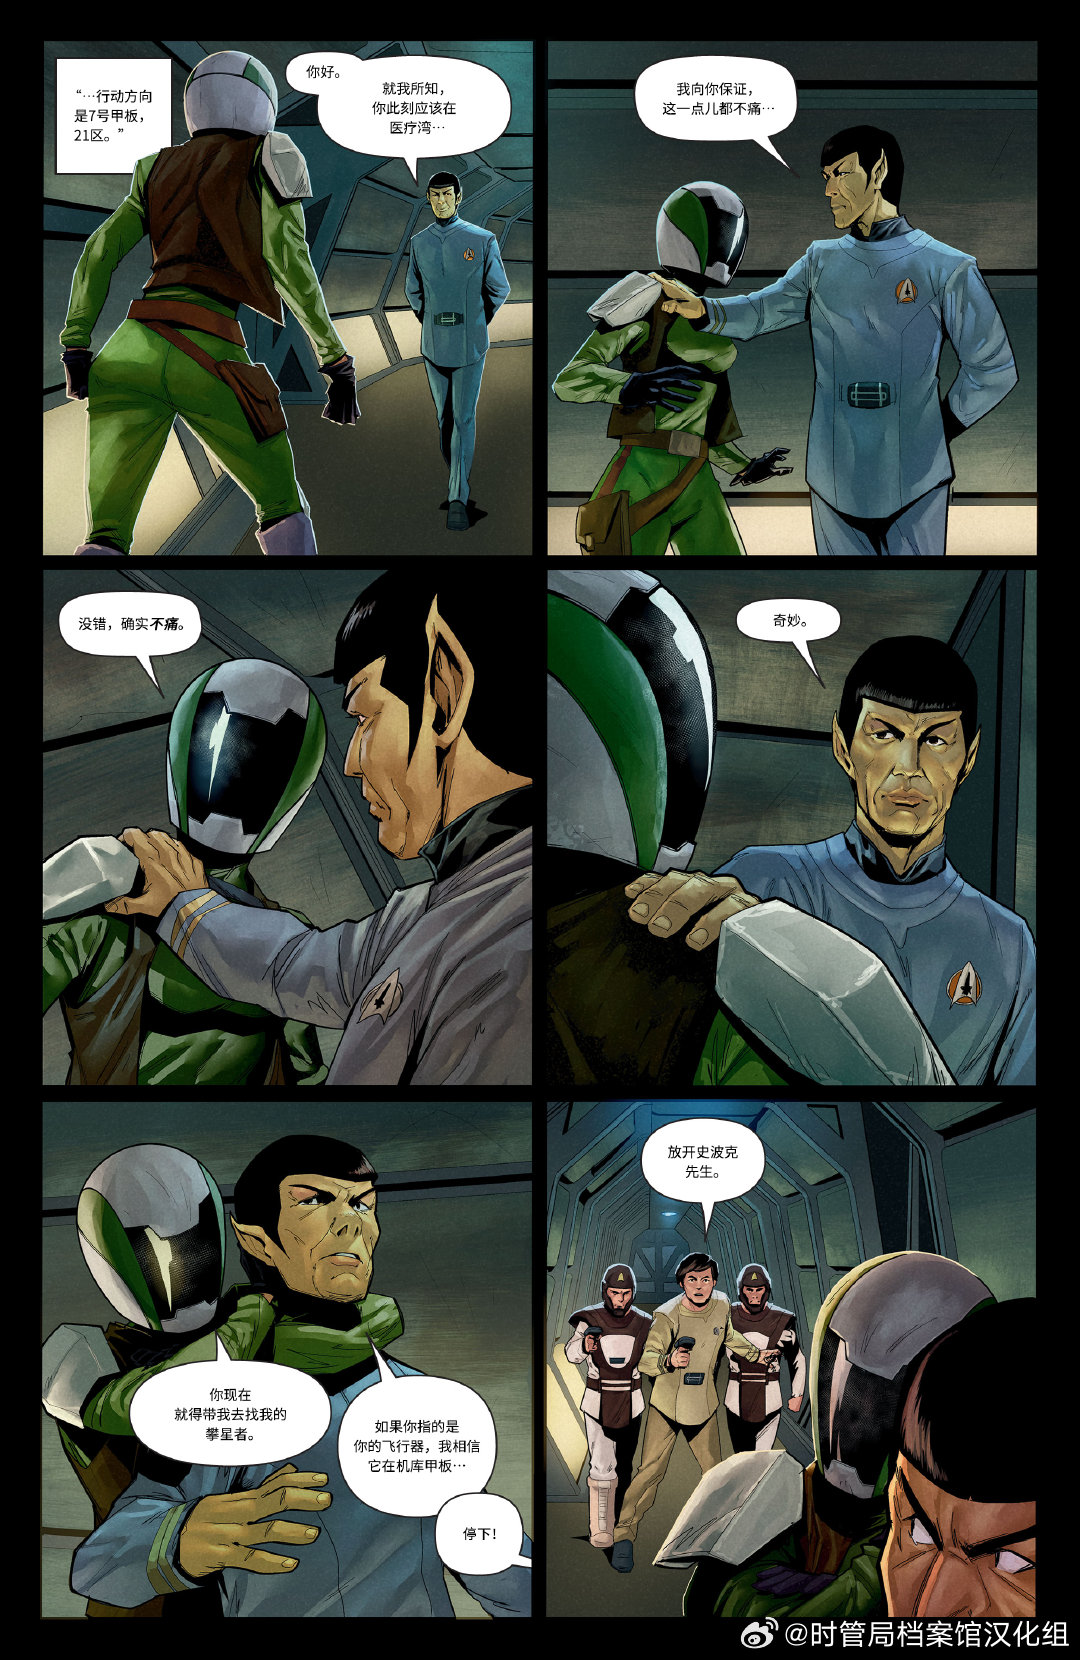 “…行动方向
是7号甲板，
21区。”
你好。
就我所知，
你此刻应该在
医疗湾…
我向你保证，
这一点儿都不痛…
没错，确实不痛。
奇妙。
你现在
就得带我去找我的
攀星者。
如果你指的是
你的飞行器，我相信
它在机库甲板…
停下！
放开史波克
先生。
@时管局档案馆汉化组